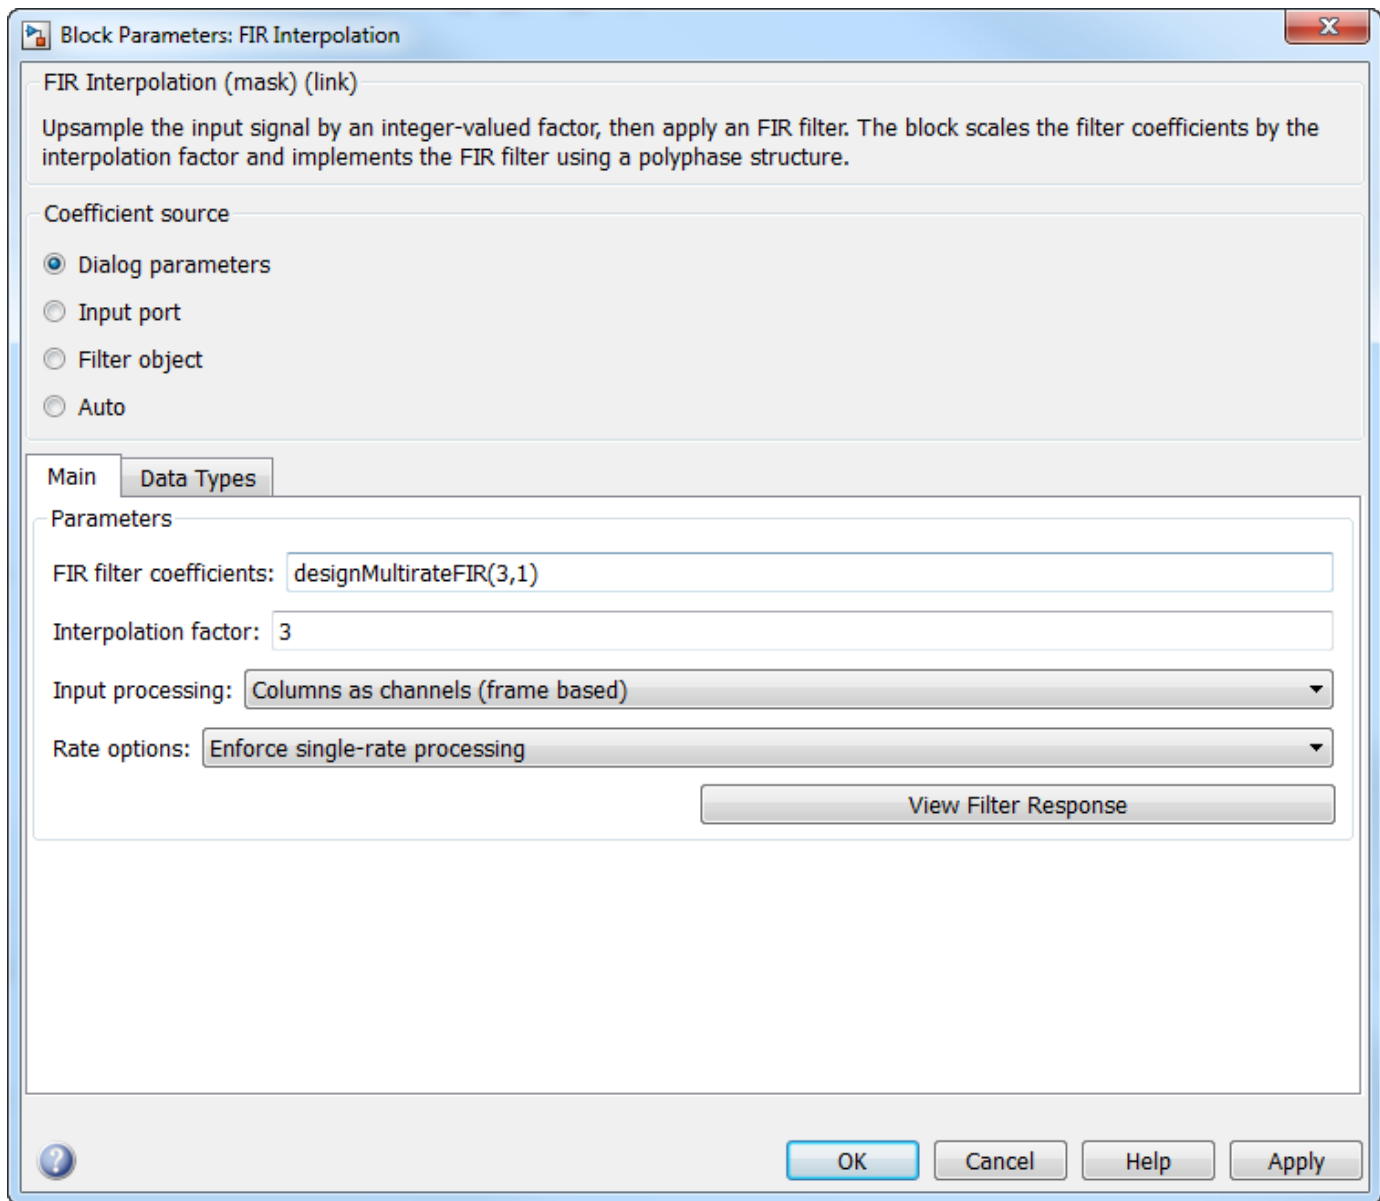 Block Parameters: FIR Interpolation
X
FIR Interpolation (mask) (link)
Upsample the input signal by an integer-valued factor, then apply an FIR filter. The block scales the filter coefficients by the
interpolation factor and implements the FIR filter using a polyphase structure.
Coefficient source
Dialog parameters
Input port
Filter object
Auto
Main Data Types
Parameters
FIR filter coefficients: designMultirateFIR(3,1)
Interpolation factor: 3
Input processing: Columns as channels (frame based)
Rate options: Enforce single-rate processing
View Filter Response
? OK Cancel Help Apply